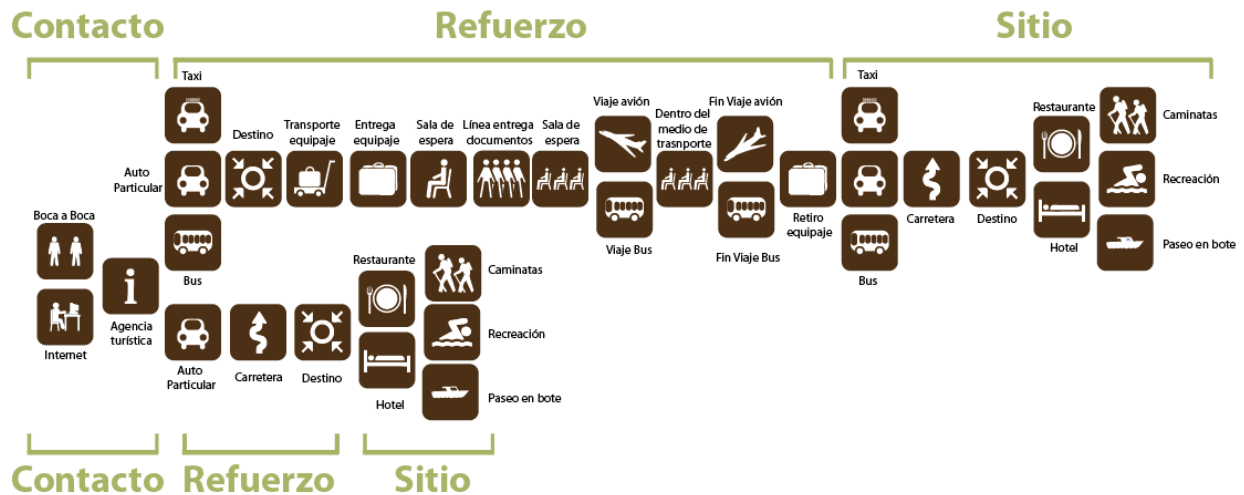 Contacto
Refuerzo
Sitio
Taxi
Destino
Transporte
equipaje
Entrega
equipaje
Sala de
espera
Línea entrega
documentos
Sala de
espera
Viaje avión
Dentro del
medio de
trasnporte
Fin Viaje avión
Taxi
Restaurante
Caminatas
Auto
Particular
Recreación
Boca a Boca
Bus
Viaje Bus
Fin Viaje Bus
Retiro
equipaje
Bus
Carretera
Destino
Hotel
Paseo en bote
Restaurante
Caminatas
Internet
Agencia
turística
Recreación
Auto
Particular
Carretera
Destino
Hotel
Paseo en bote
Contacto
Refuerzo
Sitio